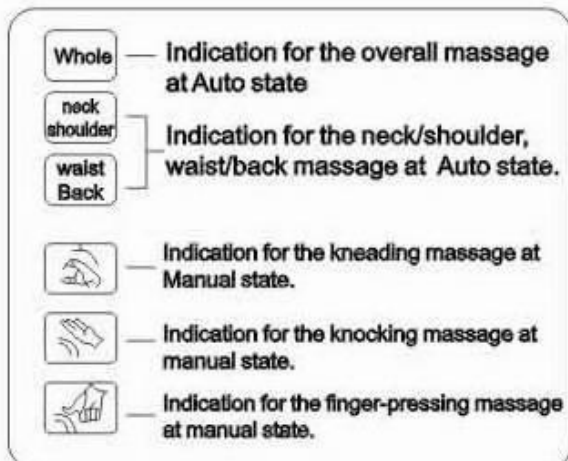 Whole
Indication for the overall massage
at Auto state
neck
shoulder
waist
Back
Indication for the neck/shoulder,
waist/back massage at Auto state.
Indication for the kneading massage at
Manual state.
Indication for the knocking massage at
manual state.
Indication for the finger-pressing massage
at manual state.